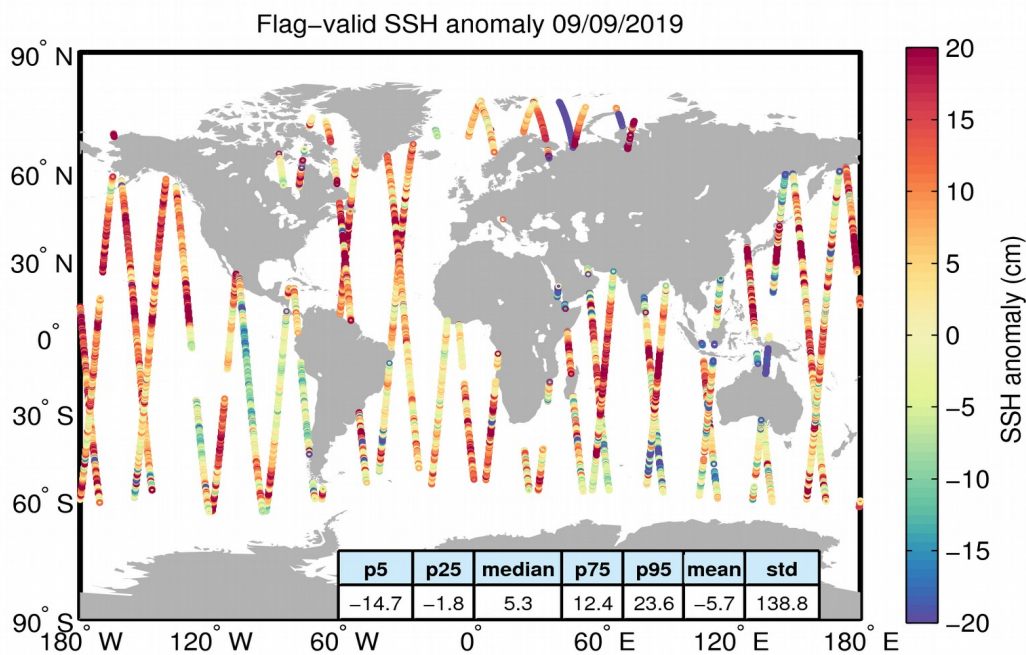 Flag−valid SSH anomaly 09/09/2019
90° N
60° N
30° N
0°
30° S
60° S
90° S
180° W
120° W
60° W
0°
60° E
120° E
180° E
p5 p25 median p75 p95 mean std
−14.7 −1.8 5.3 12.4 23.6 −5.7 138.8
20
15
10
5
0
−5
−10
−15
−20
SSH anomaly (cm)